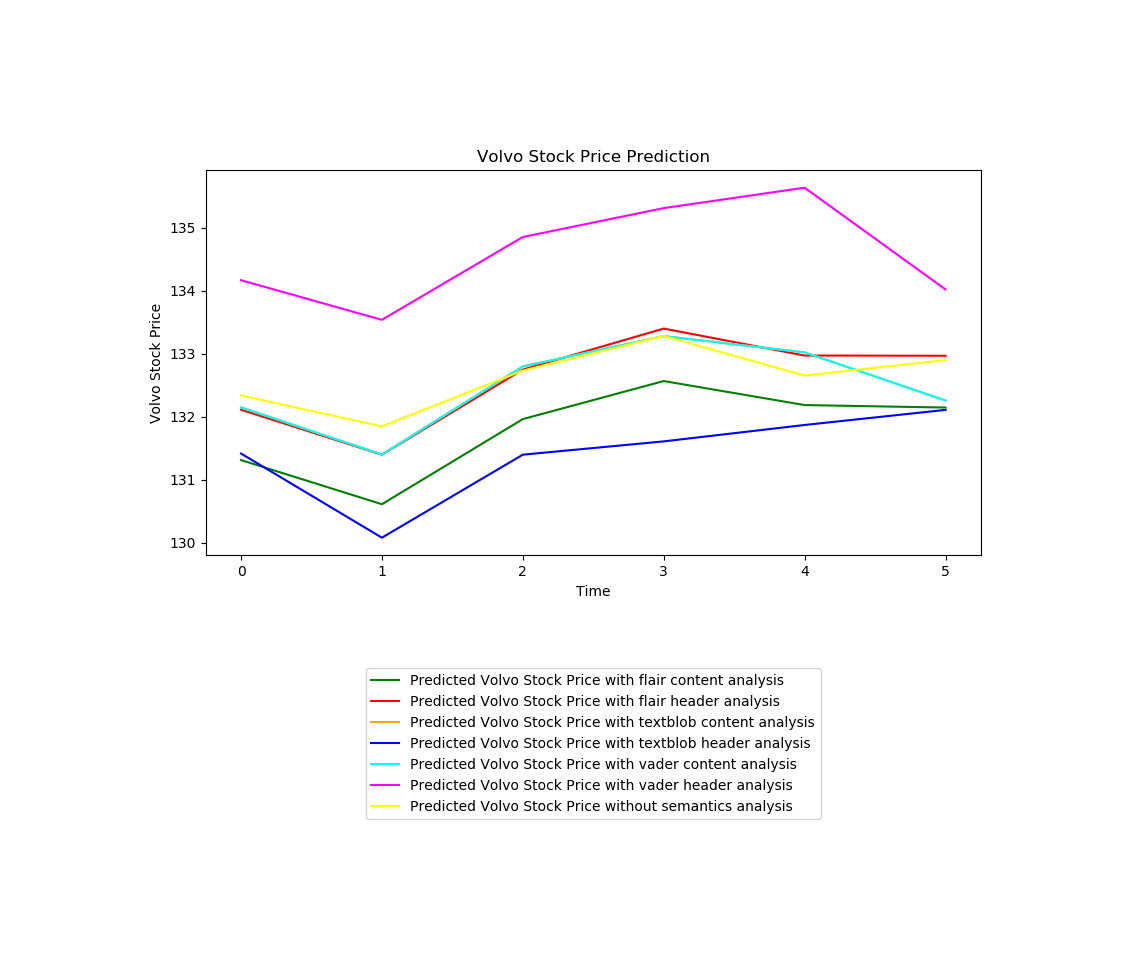 Volvo Stock Price Prediction
Volvo Stock Price
135
134
133
132
131
130
0 1 2 3 4 5
Time
Predicted Volvo Stock Price with flair content analysis
Predicted Volvo Stock Price with flair header analysis
Predicted Volvo Stock Price with textblob content analysis
Predicted Volvo Stock Price with textblob header analysis
Predicted Volvo Stock Price with vader content analysis
Predicted Volvo Stock Price with vader header analysis
Predicted Volvo Stock Price without semantics analysis